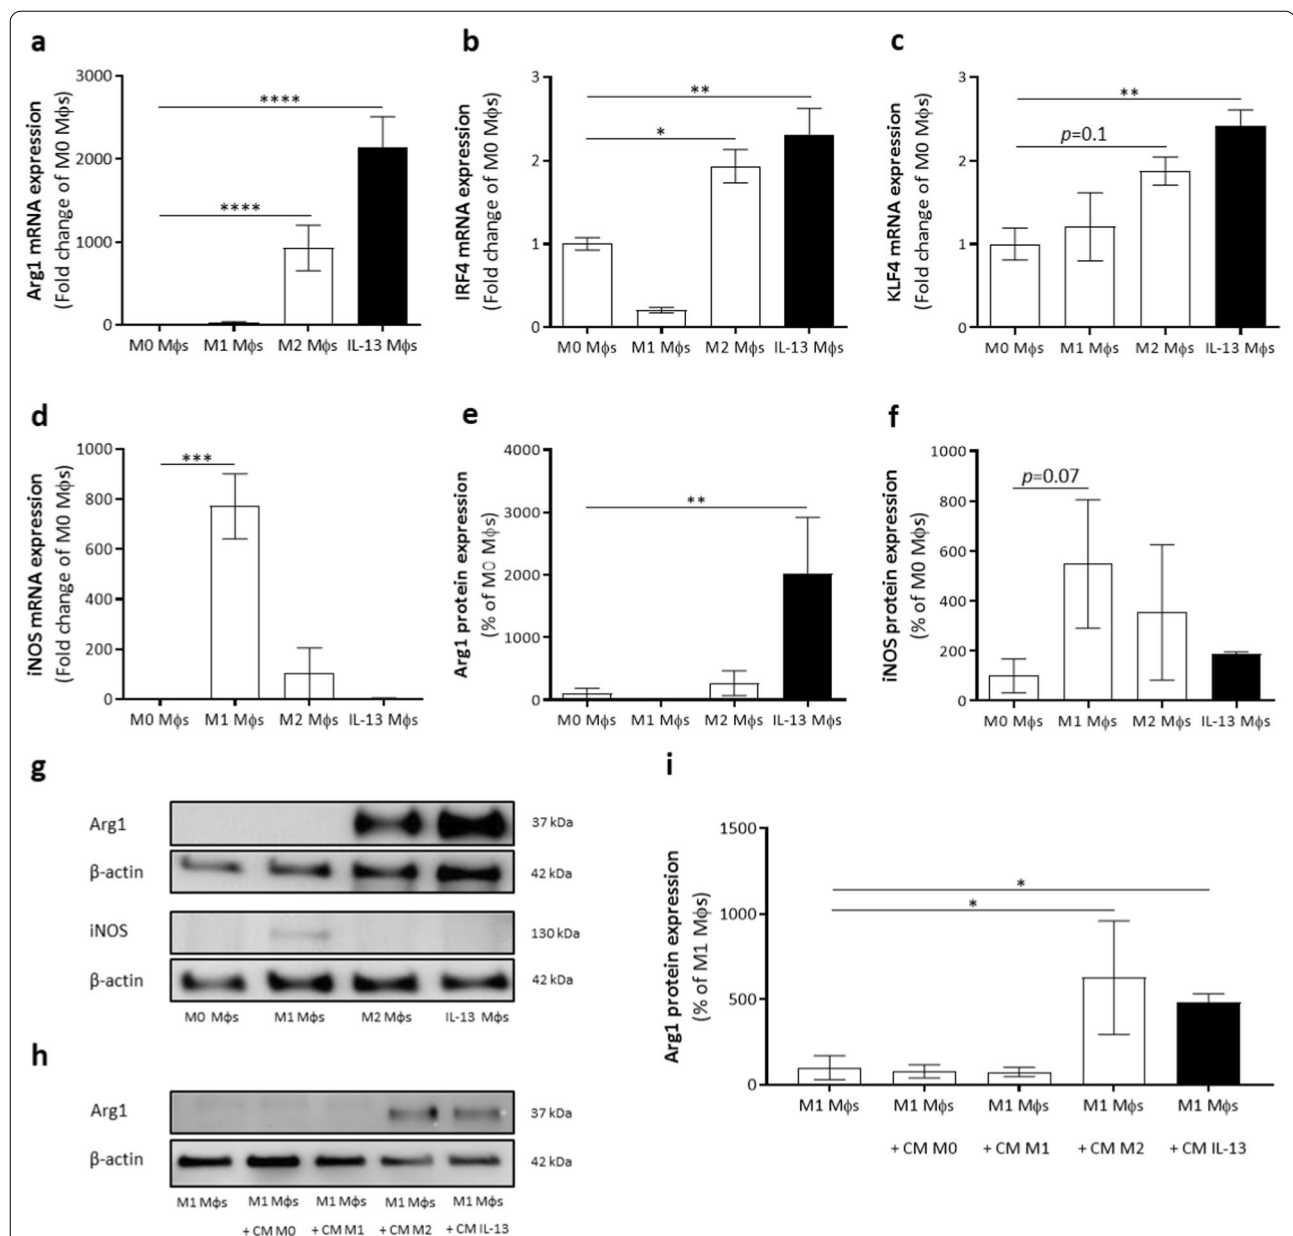 a
Arg1 mRNA expression
(Fold change of M0 Mϕs)
3000
2000
1000
0
****
****
M0 Mϕs M1 Mϕs M2 Mϕs IL-13 Mϕs
b
IRF4 mRNA expression
(Fold change of M0 Mϕs)
3
2
1
0
**
*
M0 Mϕs M1 Mϕs M2 Mϕs IL-13 Mϕs
c
KLF4 mRNA expression
(Fold change of M0 Mϕs)
3
2
1
0
**
p=0.1
M0 Mϕs M1 Mϕs M2 Mϕs IL-13 Mϕs
d
iNOS mRNA expression
(Fold change of M0 Mϕs)
1000
800
600
400
200
0
***
M0 Mϕs M1 Mϕs M2 Mϕs IL-13 Mϕs
e
Arg1 protein expression
(% of M0 Mϕs)
4000
3000
2000
1000
0
**
M0 Mϕs M1 Mϕs M2 Mϕs IL-13 Mϕs
f
iNOS protein expression
(% of M0 Mϕs)
1000
800
600
400
200
0
p=0.07
M0 Mϕs M1 Mϕs M2 Mϕs IL-13 Mϕs
g
Arg1 37 kDa
β-actin 42 kDa
iNOS 130 kDa
β-actin 42 kDa
M0 Mϕs M1 Mϕs M2 Mϕs IL-13 Mϕs
h
Arg1 37 kDa
β-actin 42 kDa
M1 Mϕs M1 Mϕs M1 Mϕs M1 Mϕs M1 Mϕs
+ CM M0 + CM M1 + CM M2 + CM IL-13
i
Arg1 protein expression
(% of M1 Mϕs)
1500
1000
500
0
*
*
M1 Mϕs M1 Mϕs M1 Mϕs M1 Mϕs M1 Mϕs
+ CM M0 + CM M1 + CM M2 + CM IL-13